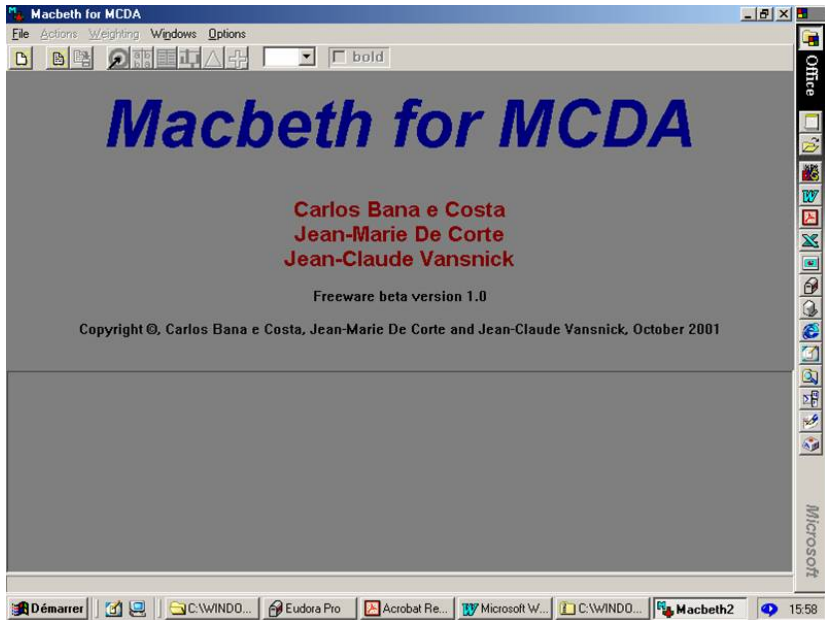 Macbeth for MCDA
File Actions Weighting Windows Options
bold
Macbeth for MCDA
Carlos Bana e Costa
Jean-Marie De Corte
Jean-Claude Vansnick
Freeware beta version 1.0
Copyright ©, Carlos Bana e Costa, Jean-Marie De Corte and Jean-Claude Vansnick, October 2001
Office
Microsoft
Démarrer C:\WINDO... Eudora Pro Acrobat Re... Microsoft W... C:\WINDO... Macbeth2 15:58